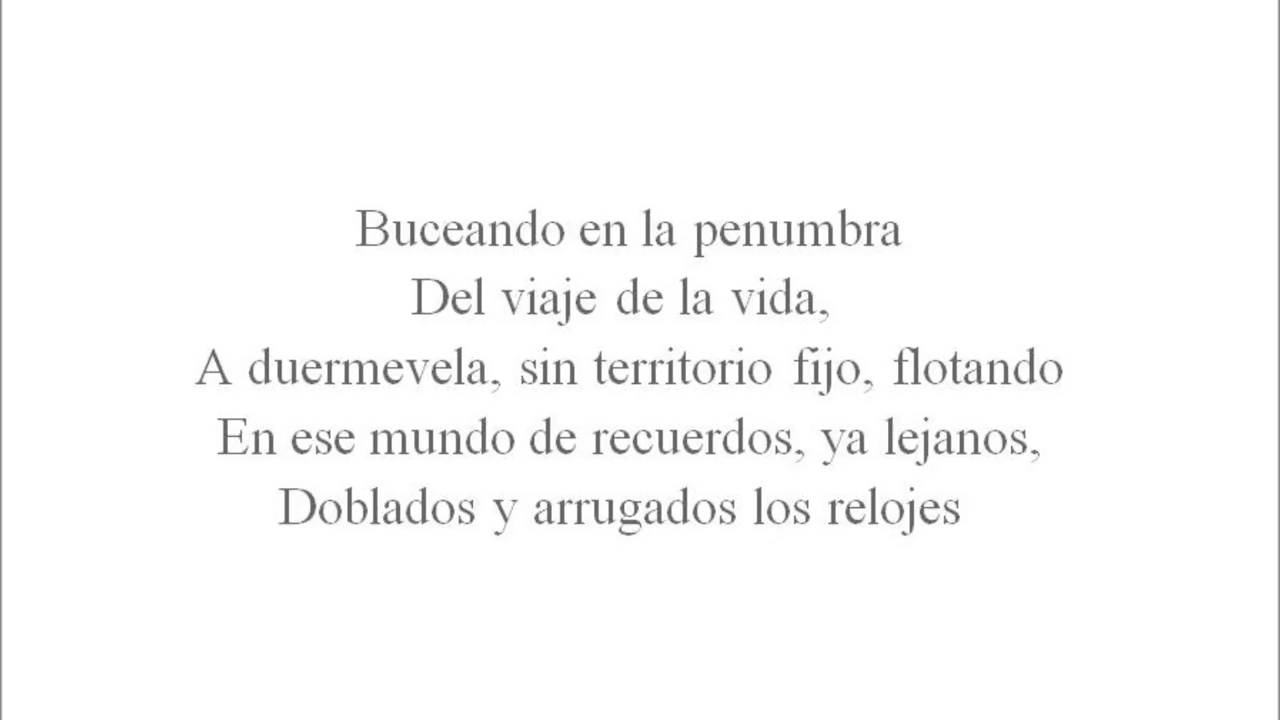 Buceando en la penumbra
Del viaje de la vida,
A duermevela, sin territorio fijo, flotando
En ese mundo de recuerdos, ya lejanos,
Doblados y arrugados los relojes